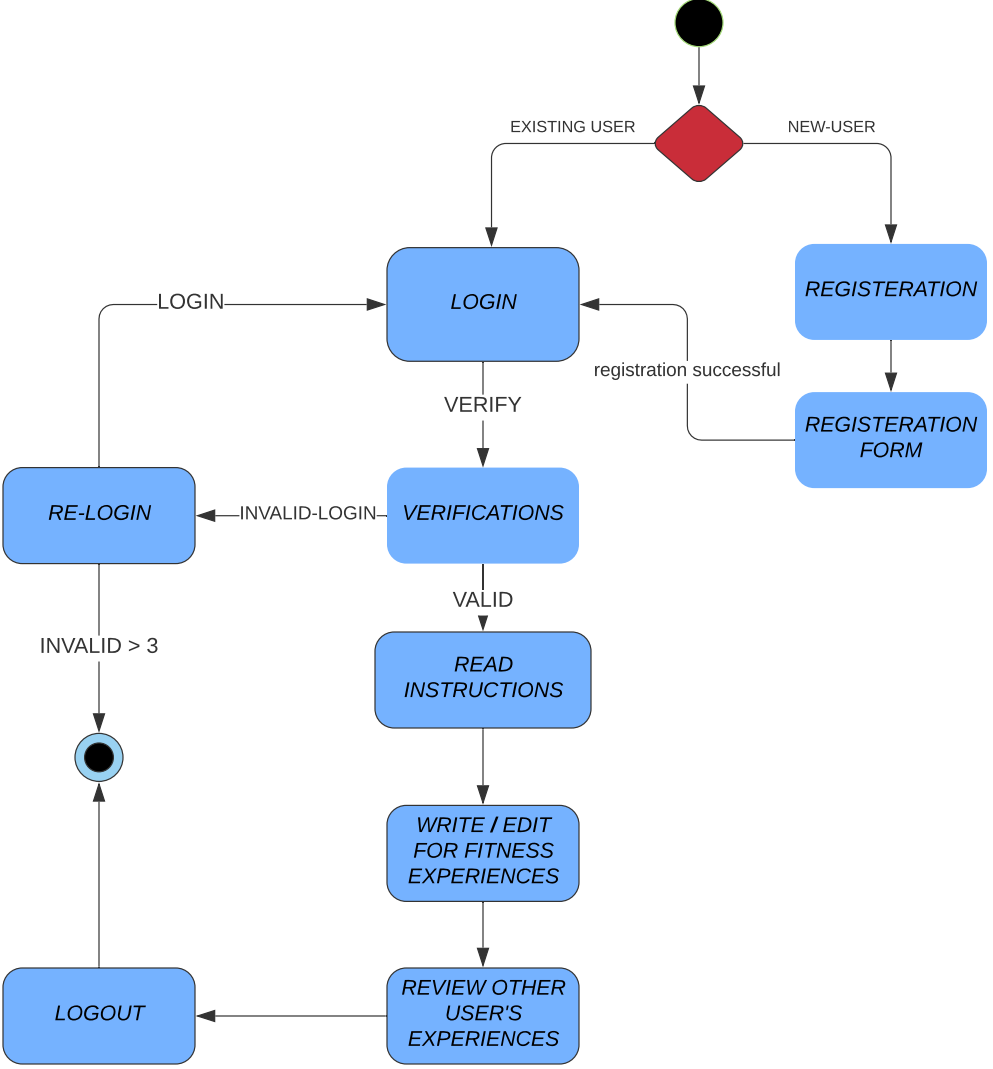 EXISTING USER
NEW-USER
REGISTERATION
LOGIN
LOGIN
registration successful
VERIFY
REGISTERATION
FORM
RE-LOGIN
INVALID-LOGIN
VERIFICATIONS
VALID
INVALID > 3
READ
INSTRUCTIONS
WRITE / EDIT
FOR FITNESS
EXPERIENCES
REVIEW OTHER
USER'S
EXPERIENCES
LOGOUT